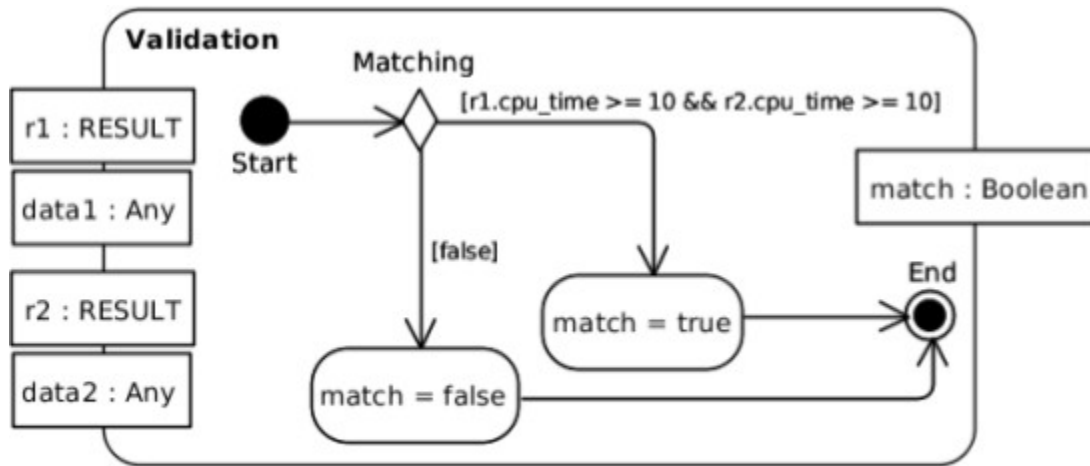 Validation
Matching
[r1.cpu_time >= 10 && r2.cpu_time >= 10]
r1 : RESULT
Start
data1 : Any
match : Boolean
[false]
End
r2 : RESULT
match = true
data2 : Any
match = false